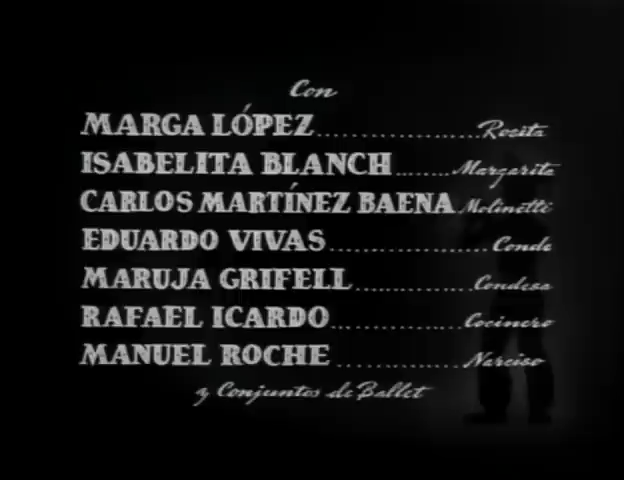 Con
MARGA LÓPEZ..................Rosita
ISABELITA BLANCH.......Margarita
CARLOS MARTÍNEZ BAENA Molinetti
EDUARDO VIVAS....................Conde
MARUJA GRIFELL...............Condesa
RAFAEL ICARDO.................Cocinero
MANUEL ROCHE................Narciso
y Conjuntos de Ballet